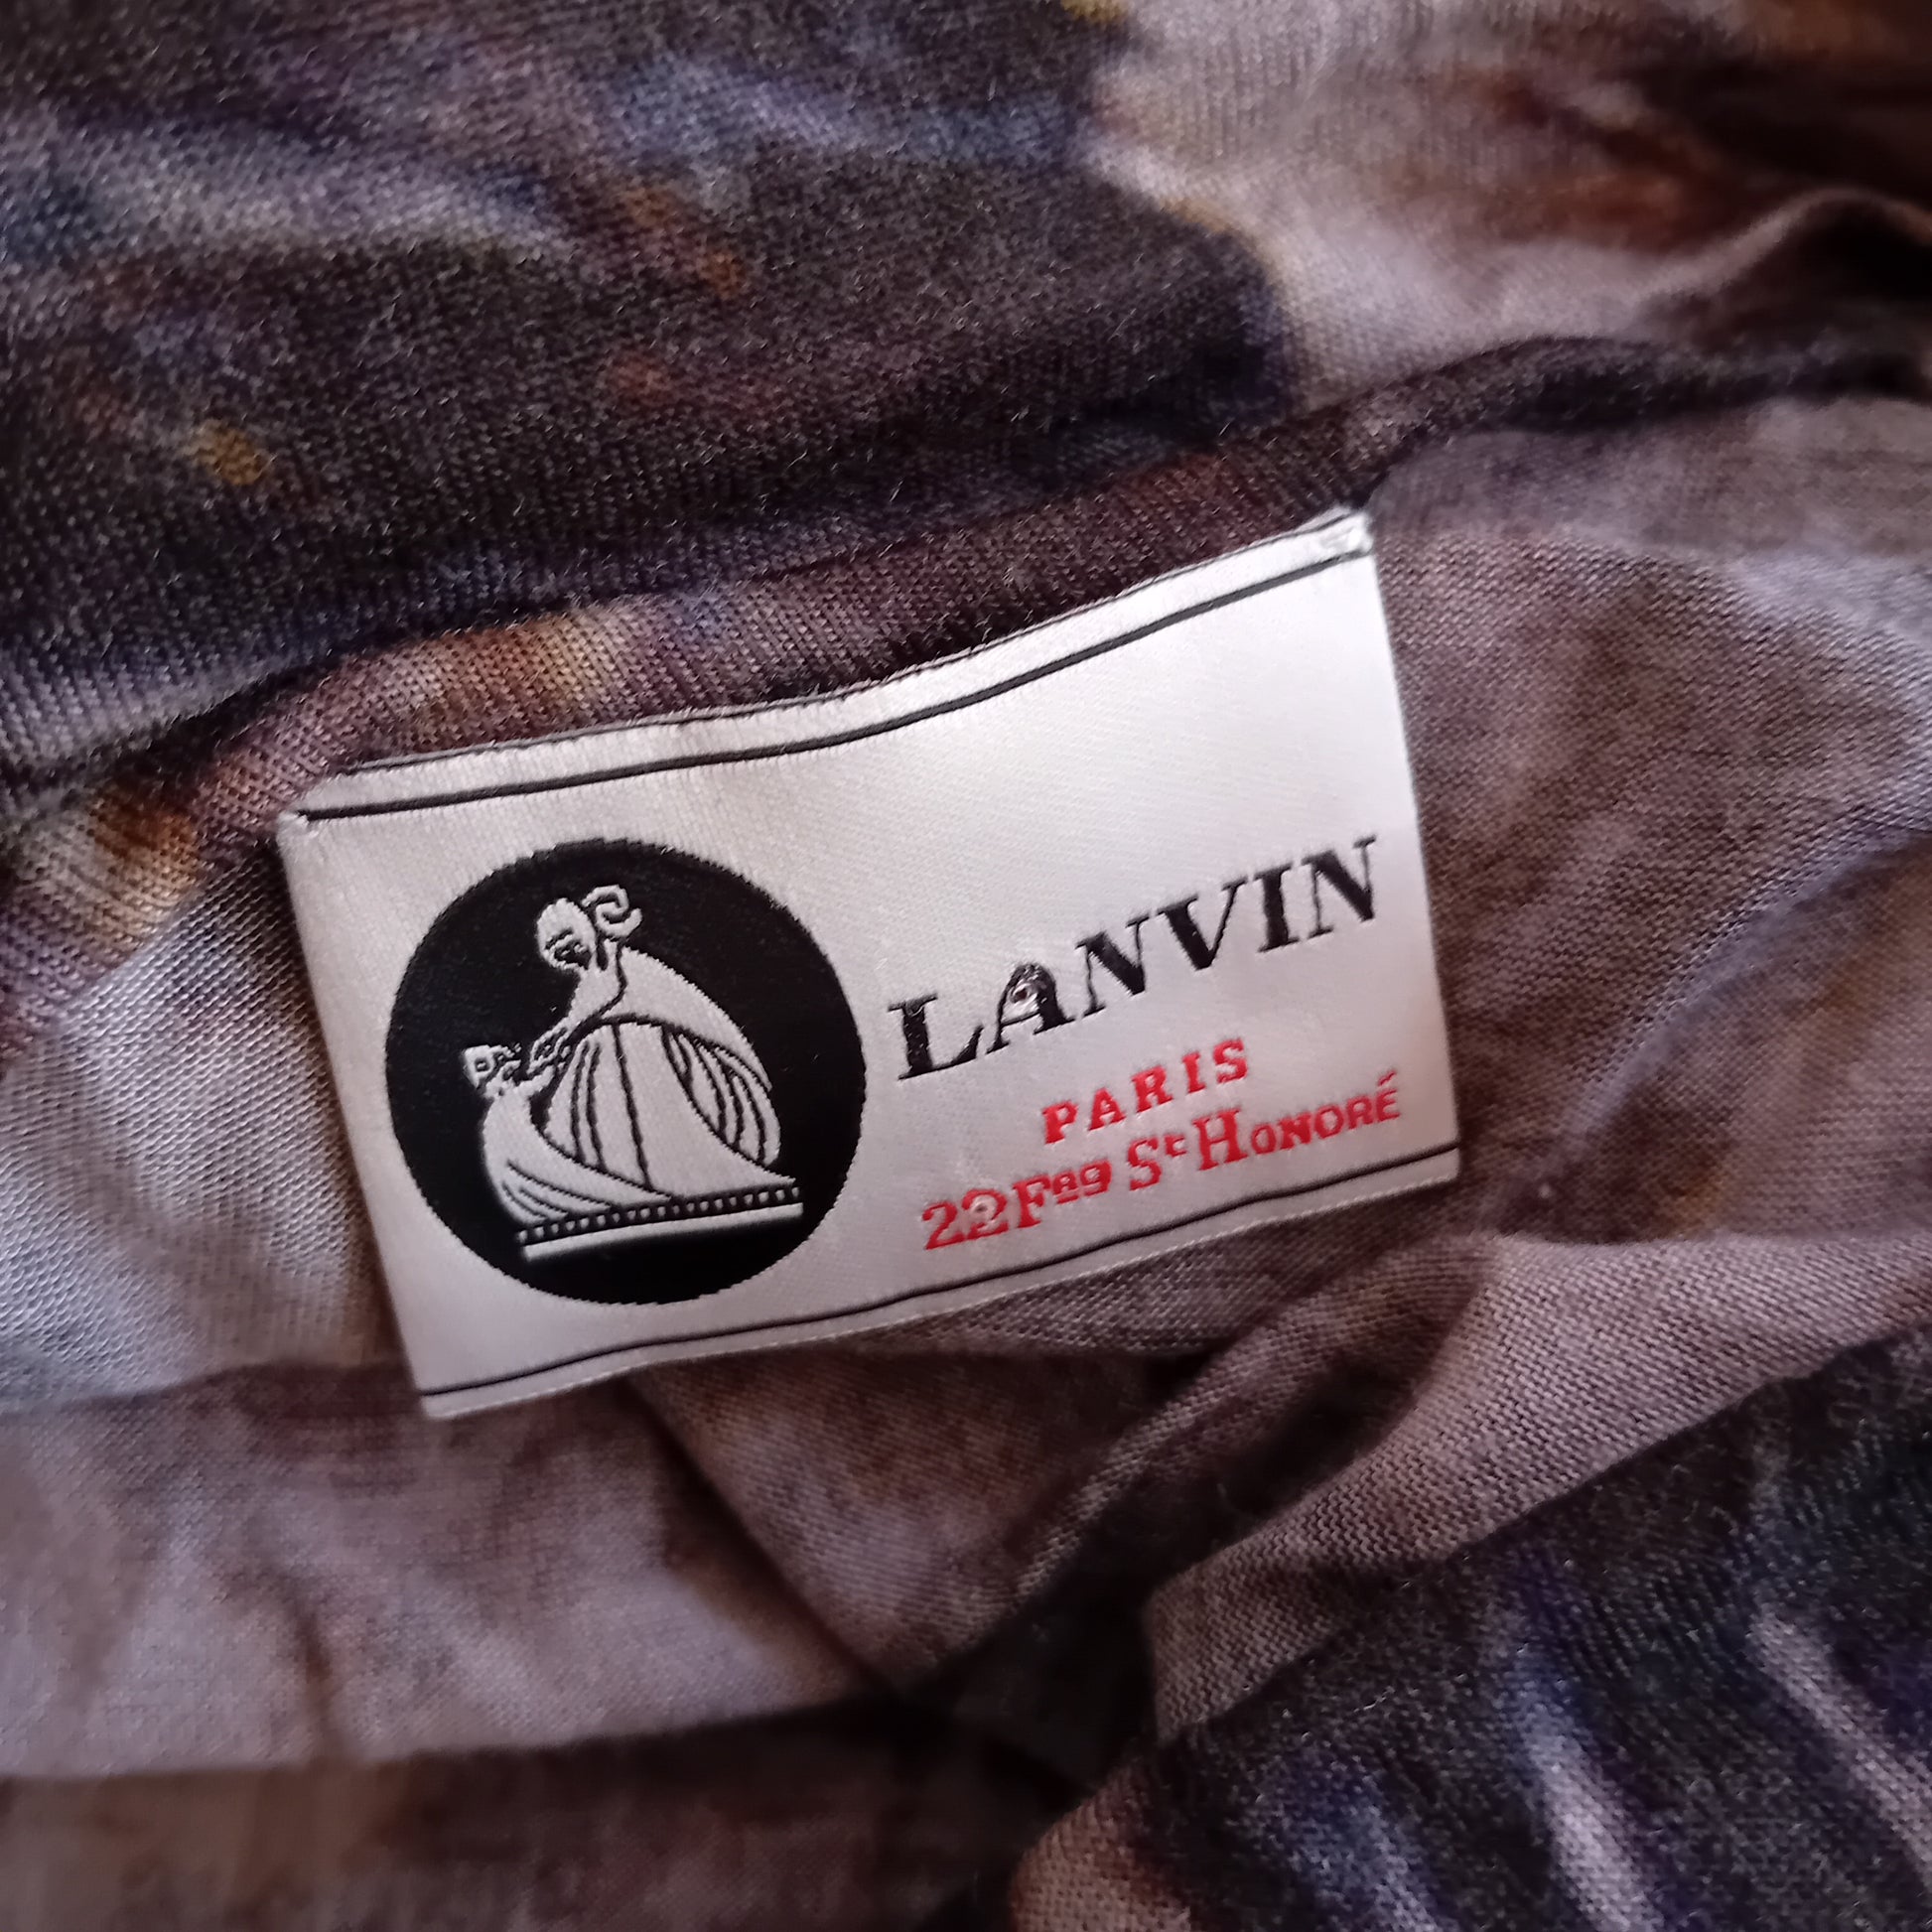 LANVIN
PARIS
22 Fbg St HONORÉ